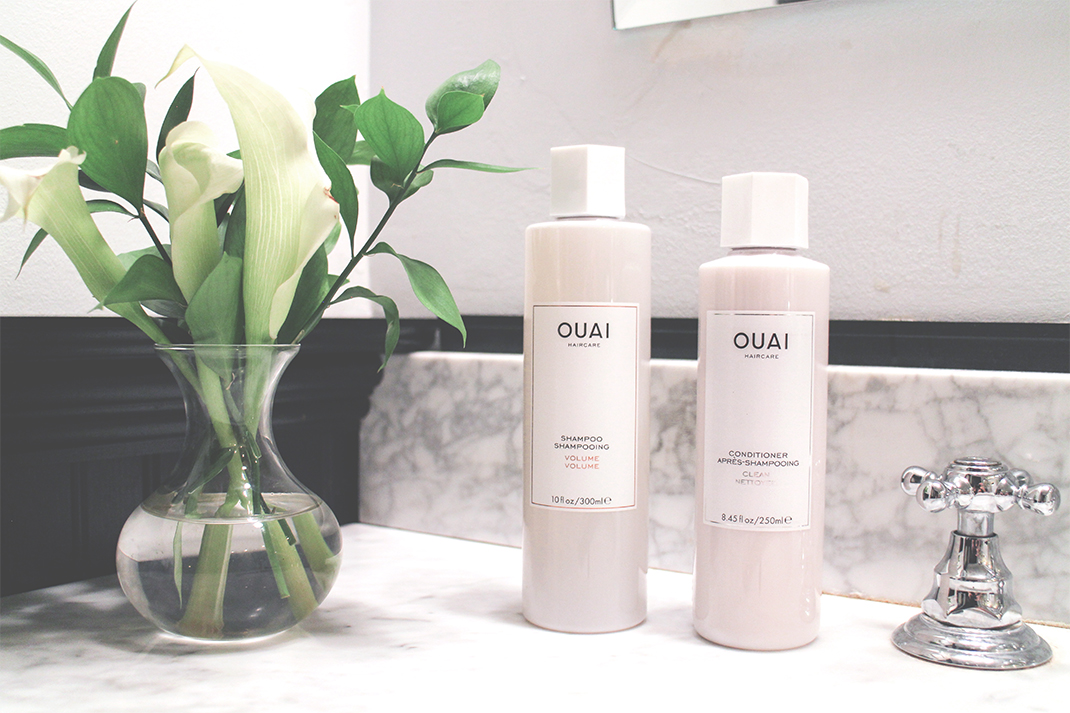 OUAI
HAIRCARE
SHAMPOO
SHAMPOOING
VOLUME
VOLUME
10 fl oz/300ml℮
OUAI
HAIRCARE
CONDITIONER
APRÈS-SHAMPOOING
CLEAN
8.45 fl oz/250ml℮